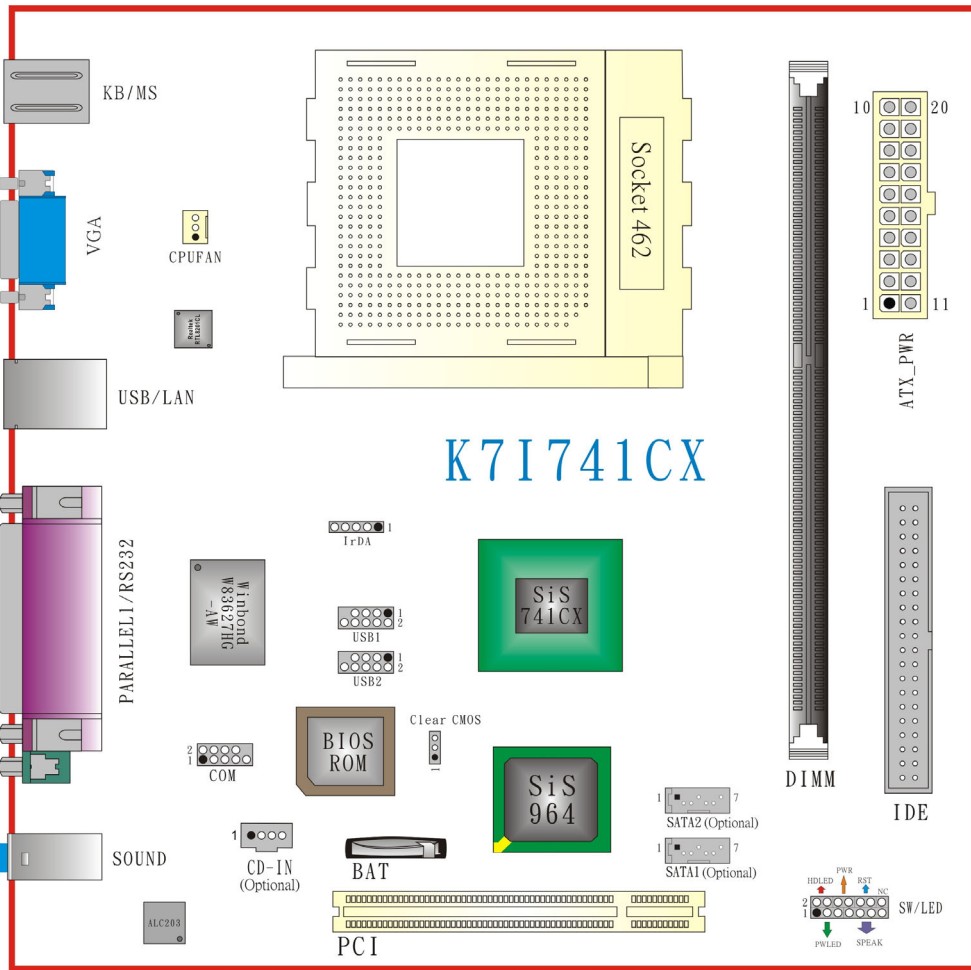 KB/MS
VGA
CPUFAN
Realtek
RTL8201CL
USB/LAN
Socket 462
10 20
1 11
ATX_PWR
K7I741CX
PARALLEL1/RS232
Winbond
W83627HG
-AW
1
IrDA
1
2
USB1
1
2
USB2
SiS
741CX
Clear CMOS
1
BIOS
ROM
2
1
COM
SiS
964
DIMM
IDE
1 7
SATA2 (Optional)
1 7
SATA1 (Optional)
SOUND
1
CD-IN
(Optional)
BAT
ALC203
PCI
HDLED PWR RST NC
2
1
SW/LED
PWLED SPEAK